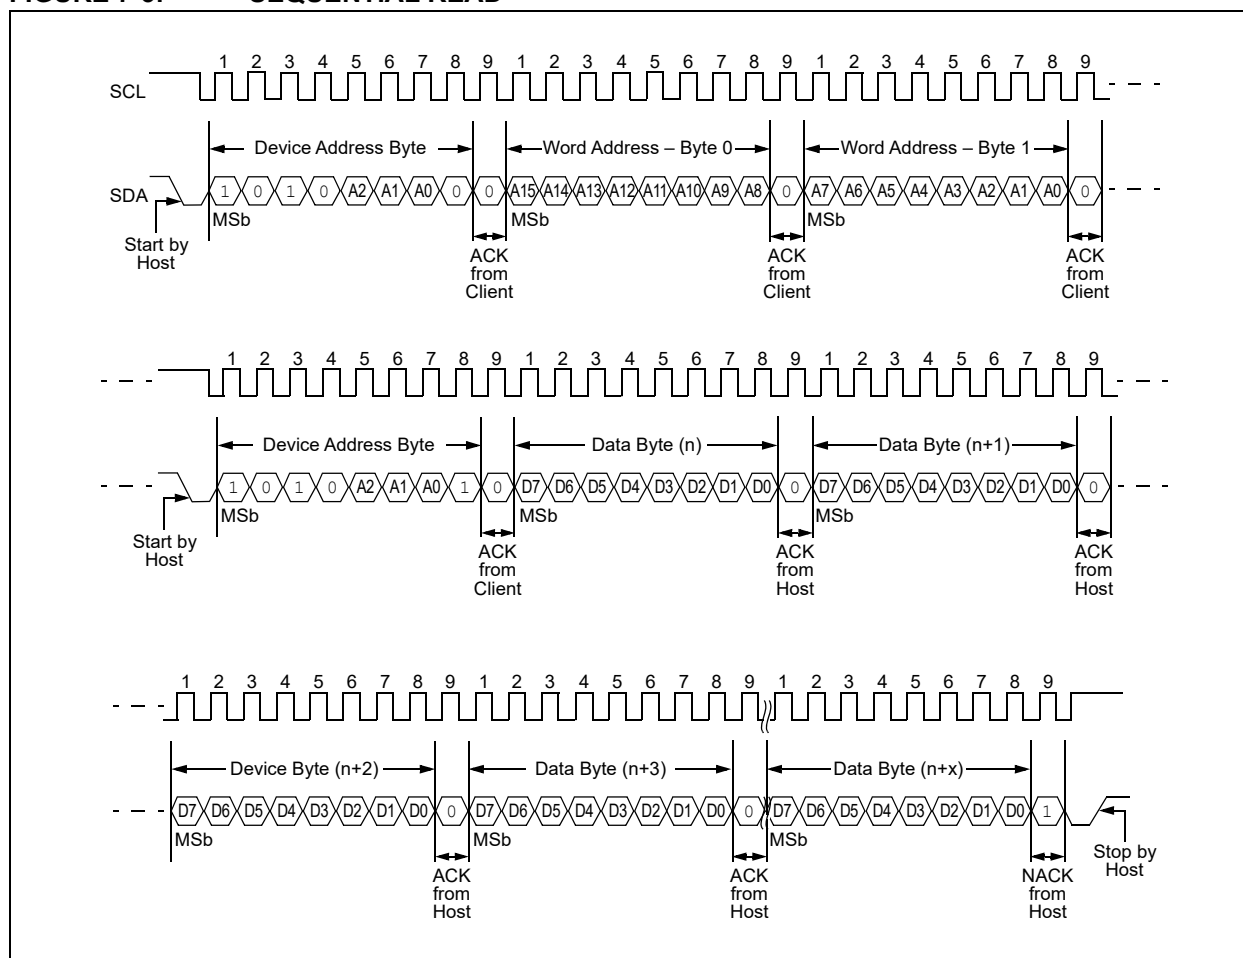 1 2 3 4 5 6 7 8 9 1 2 3 4 5 6 7 8 9 1 2 3 4 5 6 7 8 9
SCL
Device Address Byte Word Address – Byte 0 Word Address – Byte 1
SDA 1 0 1 0 A2 A1 A0 0 0 A15 A14 A13 A12 A11 A10 A9 A8 0 A7 A6 A5 A4 A3 A2 A1 A0 0
MSb MSb MSb
Start by
Host
ACK
from
Client
ACK
from
Client
ACK
from
Client
1 2 3 4 5 6 7 8 9 1 2 3 4 5 6 7 8 9 1 2 3 4 5 6 7 8 9
Device Address Byte Data Byte (n) Data Byte (n+1)
1 0 1 0 A2 A1 A0 1 0 D7 D6 D5 D4 D3 D2 D1 D0 0 D7 D6 D5 D4 D3 D2 D1 D0 0
MSb MSb MSb
Start by
Host
ACK
from
Client
ACK
from
Host
ACK
from
Host
1 2 3 4 5 6 7 8 9 1 2 3 4 5 6 7 8 9 1 2 3 4 5 6 7 8 9
Device Byte (n+2) Data Byte (n+3) Data Byte (n+x)
D7 D6 D5 D4 D3 D2 D1 D0 0 D7 D6 D5 D4 D3 D2 D1 D0 0 D7 D6 D5 D4 D3 D2 D1 D0 1
MSb MSb MSb
ACK
from
Host
ACK
from
Host
NACK
from
Host
Stop by
Host